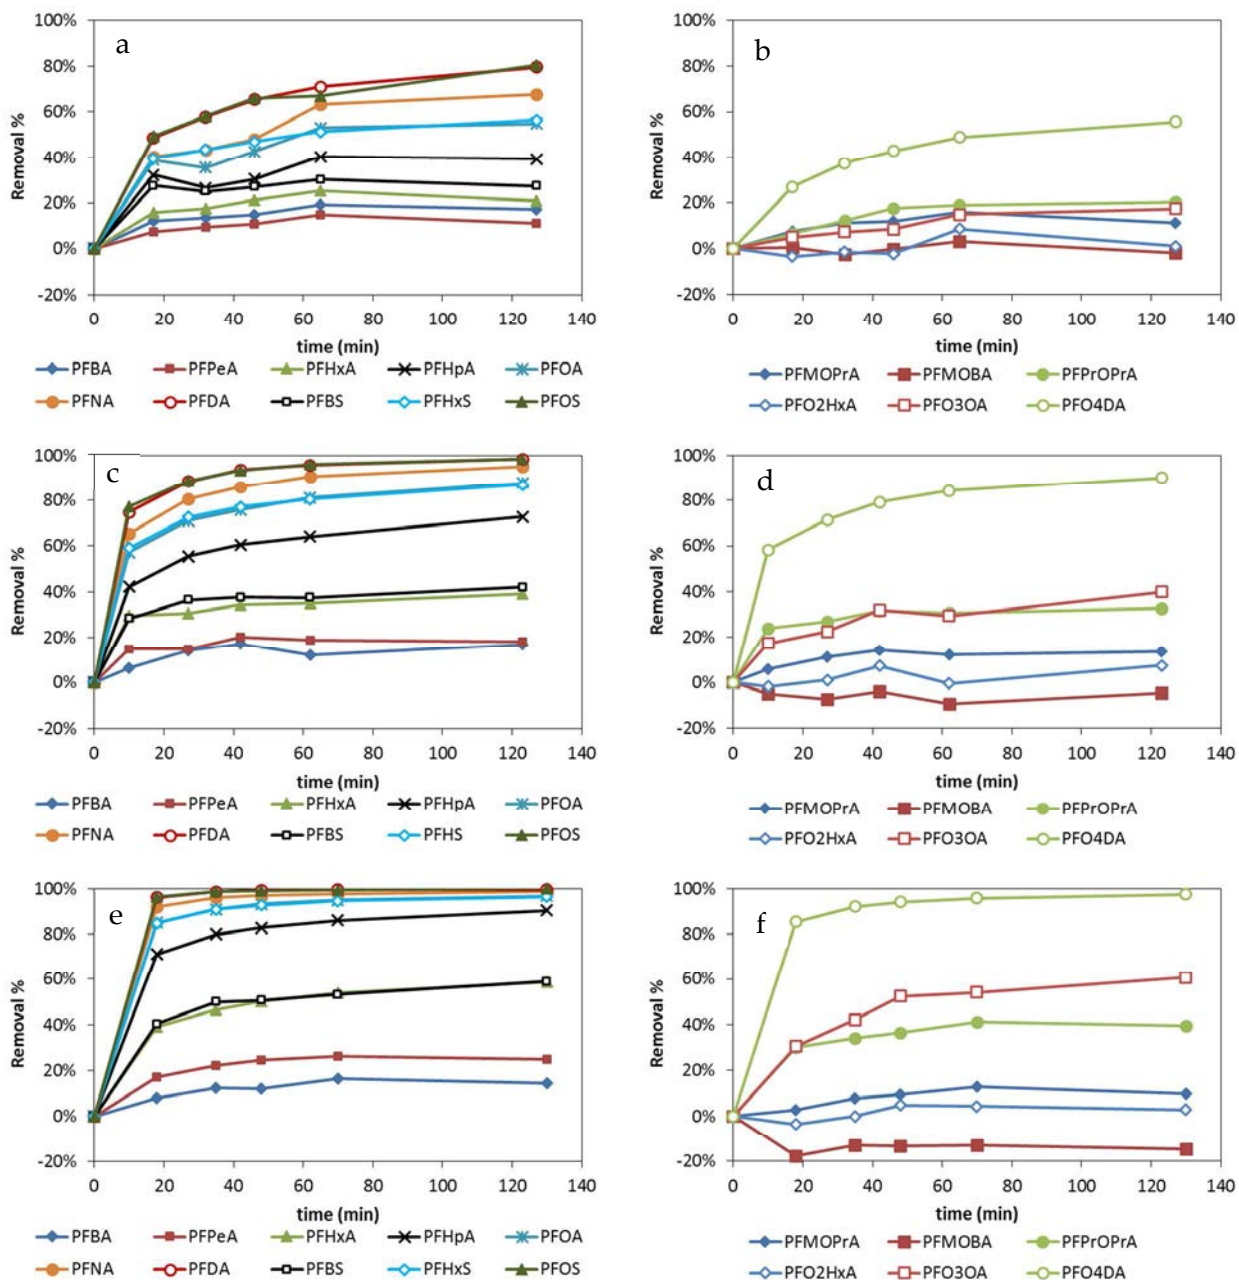 100%
80%
60%
40%
20%
0%
-20%
Removal %
a
0 20 40 60 80 100 120 140
time (min)
PFBA PFPeA PFHxA PFHpA PFOA
PFNA PFDA PFBS PFHxS PFOS
100%
80%
60%
40%
20%
0%
-20%
Removal %
b
0 20 40 60 80 100 120 140
time (min)
PFMOPrA PFMOBA PFPrOPrA
PFO2HxA PFO3OA PFO4DA
100%
80%
60%
40%
20%
0%
-20%
Removal %
c
0 20 40 60 80 100 120 140
time (min)
PFBA PFPeA PFHxA PFHpA PFOA
PFNA PFDA PFBS PFHS PFOS
100%
80%
60%
40%
20%
0%
-20%
Removal %
d
0 20 40 60 80 100 120 140
time (min)
PFMOPrA PFMOBA PFPrOPrA
PFO2HxA PFO3OA PFO4DA
100%
80%
60%
40%
20%
0%
-20%
Removal %
e
0 20 40 60 80 100 120 140
time (min)
PFBA PFPeA PFHxA PFHpA PFOA
PFNA PFDA PFBS PFHxS PFOS
100%
80%
60%
40%
20%
0%
-20%
Removal %
f
0 20 40 60 80 100 120 140
time (min)
PFMOPrA PFMOBA PFPrOPrA
PFO2HxA PFO3OA PFO4DA